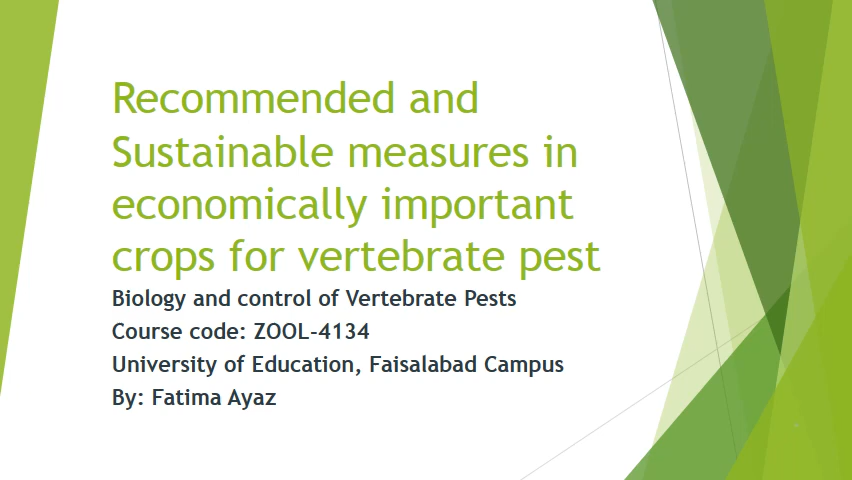 Recommended and
Sustainable measures in
economically important
crops for vertebrate pest
Biology and control of Vertebrate Pests
Course code: ZOOL-4134
University of Education, Faisalabad Campus
By: Fatima Ayaz